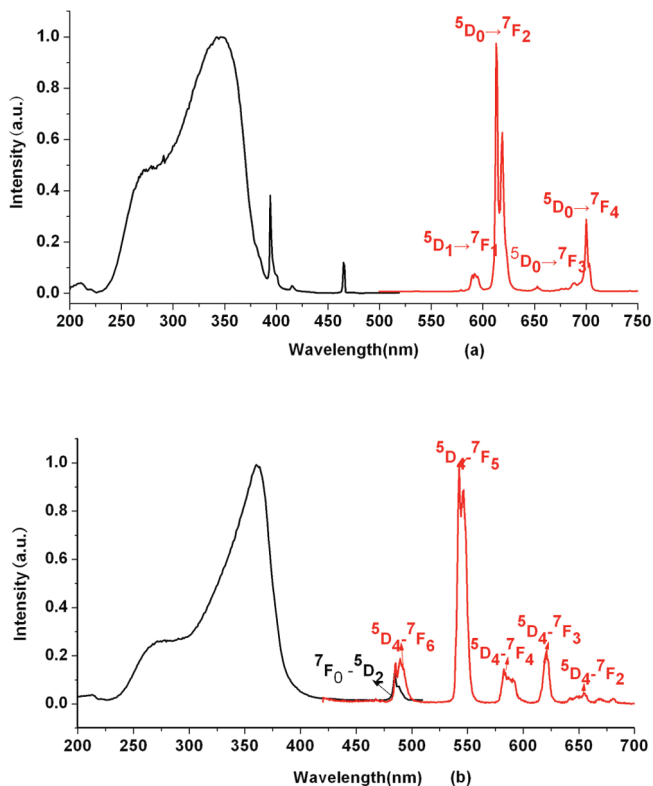 ⁵D₀→⁷F₂
1.0
0.8
0.6
0.4
0.2
0.0
Intensity (a.u.)
⁵D₀→⁷F₄
⁵D₁→⁷F₁
⁵D₀→⁷F₃
200 250 300 350 400 450 500 550 600 650 700 750
Wavelength(nm) (a)
⁵D₄-⁷F₅
1.0
0.8
0.6
0.4
0.2
0.0
Intensity (a.u.)
⁵D₄-⁷F₆
⁵D₄-⁷F₃
⁵D₄-⁷F₄
⁷F₀-⁵D₂
⁵D₄-⁷F₂
200 250 300 350 400 450 500 550 600 650 700
Wavelength(nm) (b)